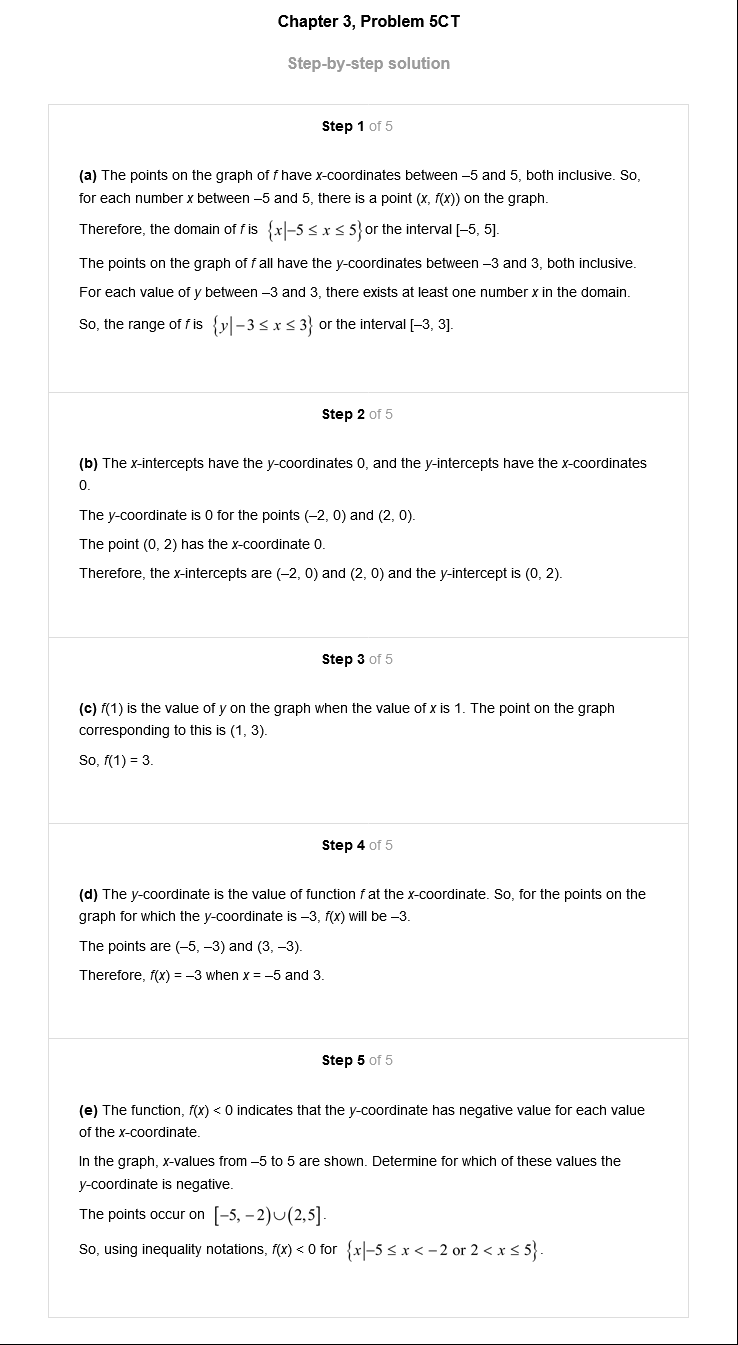 Chapter 3, Problem 5CT
Step-by-step solution
Step 1 of 5
(a) The points on the graph of f have x-coordinates between –5 and 5, both inclusive. So,
for each number x between –5 and 5, there is a point (x, f(x)) on the graph.
Therefore, the domain of f is {x|–5 ≤ x ≤ 5} or the interval [–5, 5].
The points on the graph of f all have the y-coordinates between –3 and 3, both inclusive.
For each value of y between –3 and 3, there exists at least one number x in the domain.
So, the range of f is {y|–3 ≤ x ≤ 3} or the interval [–3, 3].
Step 2 of 5
(b) The x-intercepts have the y-coordinates 0, and the y-intercepts have the x-coordinates
0.
The y-coordinate is 0 for the points (–2, 0) and (2, 0).
The point (0, 2) has the x-coordinate 0.
Therefore, the x-intercepts are (–2, 0) and (2, 0) and the y-intercept is (0, 2).
Step 3 of 5
(c) f(1) is the value of y on the graph when the value of x is 1. The point on the graph
corresponding to this is (1, 3).
So, f(1) = 3.
Step 4 of 5
(d) The y-coordinate is the value of function f at the x-coordinate. So, for the points on the
graph for which the y-coordinate is –3, f(x) will be –3.
The points are (–5, –3) and (3, –3).
Therefore, f(x) = –3 when x = –5 and 3.
Step 5 of 5
(e) The function, f(x) < 0 indicates that the y-coordinate has negative value for each value
of the x-coordinate.
In the graph, x-values from –5 to 5 are shown. Determine for which of these values the
y-coordinate is negative.
The points occur on [–5, –2)∪(2,5].
So, using inequality notations, f(x) < 0 for {x|–5 ≤ x < –2 or 2 < x ≤ 5}.